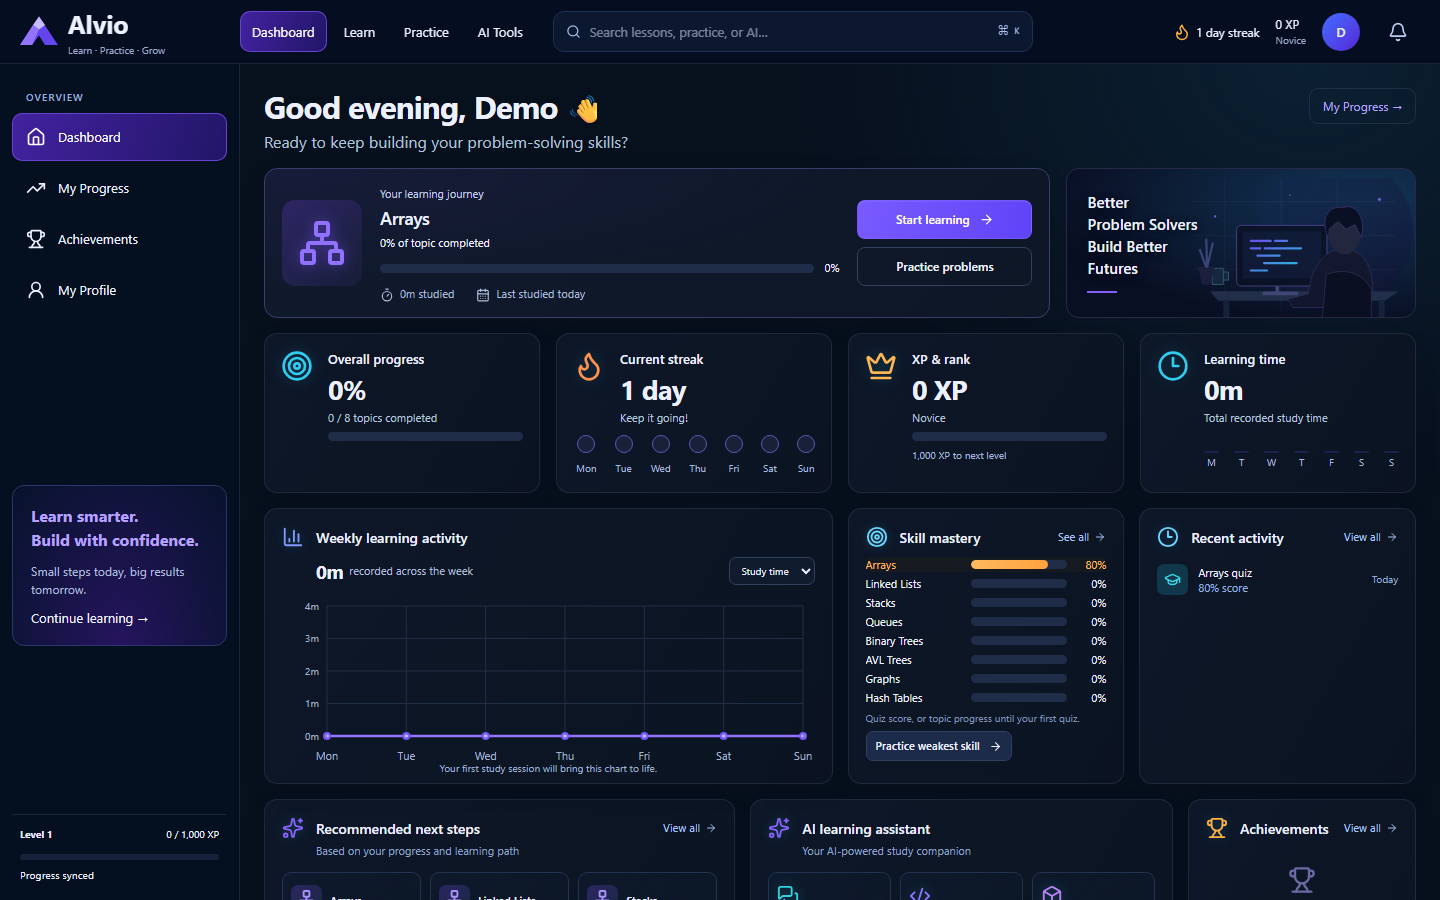 Alvio
Learn · Practice · Grow
Dashboard
Learn
Practice
AI Tools
Search lessons, practice, or AI...
⌘ K
1 day streak
0 XP
Novice
D
OVERVIEW
Dashboard
My Progress
Achievements
My Profile
Learn smarter.
Build with confidence.
Small steps today, big results
tomorrow.
Continue learning →
Level 1
0 / 1,000 XP
Progress synced
Good evening, Demo 👋
Ready to keep building your problem-solving skills?
My Progress →
Your learning journey
Arrays
0% of topic completed
0%
0m studied
Last studied today
Start learning →
Practice problems
Better
Problem Solvers
Build Better
Futures
Overall progress
0%
0 / 8 topics completed
Current streak
1 day
Keep it going!
Mon Tue Wed Thu Fri Sat Sun
XP & rank
0 XP
Novice
1,000 XP to next level
Learning time
0m
Total recorded study time
M T W T F S S
Weekly learning activity
0m recorded across the week
Study time
4m
3m
2m
1m
0m
Mon Tue Wed Thu Fri Sat Sun
Your first study session will bring this chart to life.
Skill mastery
See all →
Arrays 80%
Linked Lists 0%
Stacks 0%
Queues 0%
Binary Trees 0%
AVL Trees 0%
Graphs 0%
Hash Tables 0%
Quiz score, or topic progress until your first quiz.
Practice weakest skill →
Recent activity
View all →
Arrays quiz
80% score
Today
Recommended next steps
View all →
Based on your progress and learning path
Arrays
Linked Lists
Stacks
AI learning assistant
Your AI-powered study companion
Achievements
View all →